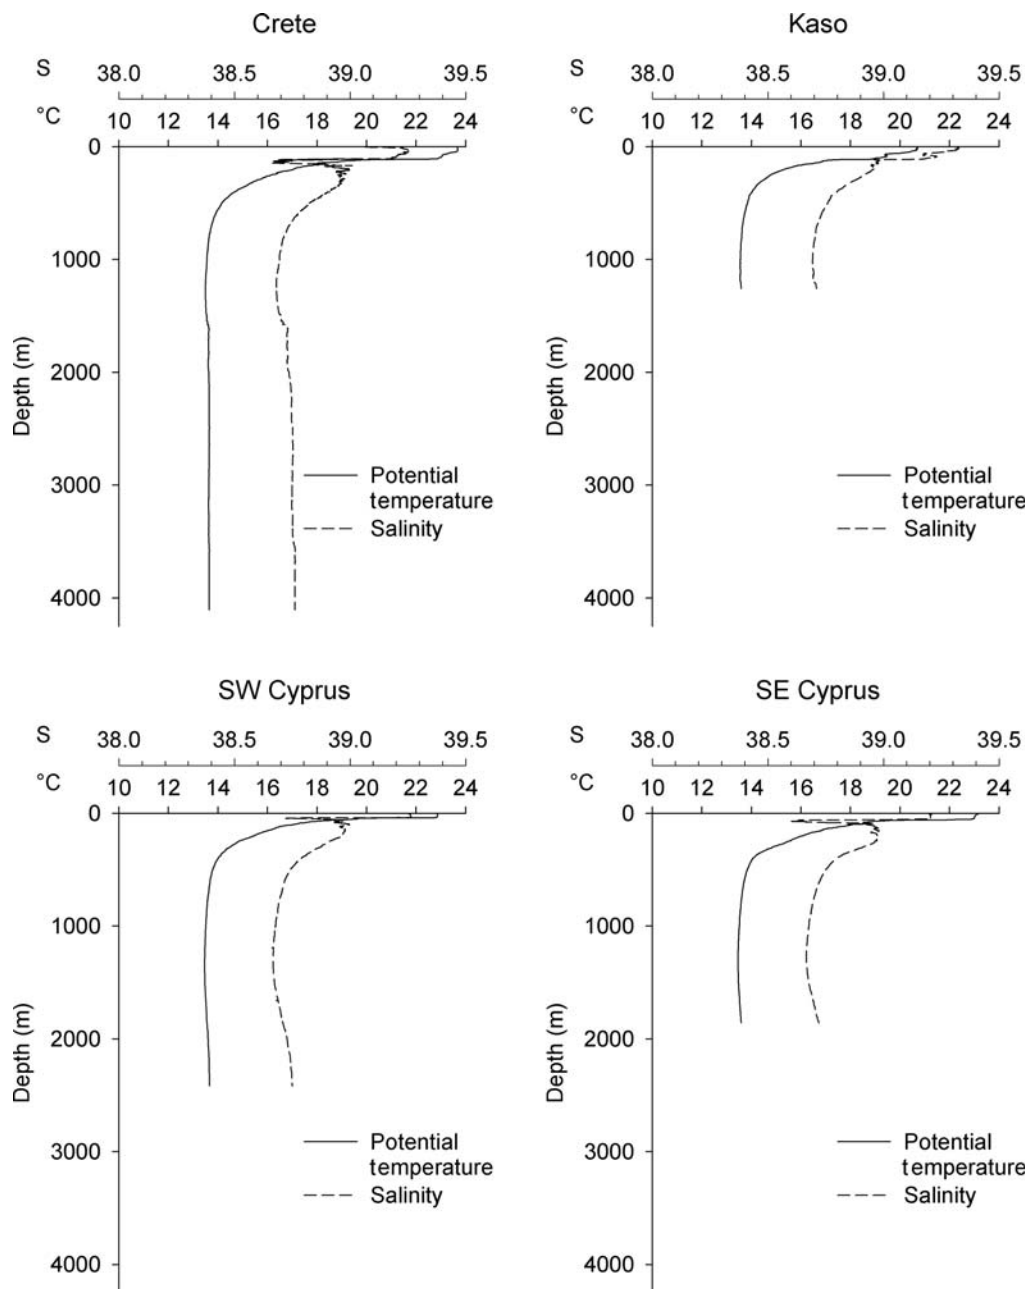 Crete
S
38.0 38.5 39.0 39.5
°C
10 12 14 16 18 20 22 24
0
1000
2000
3000
4000
Depth (m)
Potential
temperature
Salinity
Kaso
S
38.0 38.5 39.0 39.5
°C
10 12 14 16 18 20 22 24
0
1000
2000
3000
4000
Depth (m)
Potential
temperature
Salinity
SW Cyprus
S
38.0 38.5 39.0 39.5
°C
10 12 14 16 18 20 22 24
0
1000
2000
3000
4000
Depth (m)
Potential
temperature
Salinity
SE Cyprus
S
38.0 38.5 39.0 39.5
°C
10 12 14 16 18 20 22 24
0
1000
2000
3000
4000
Depth (m)
Potential
temperature
Salinity